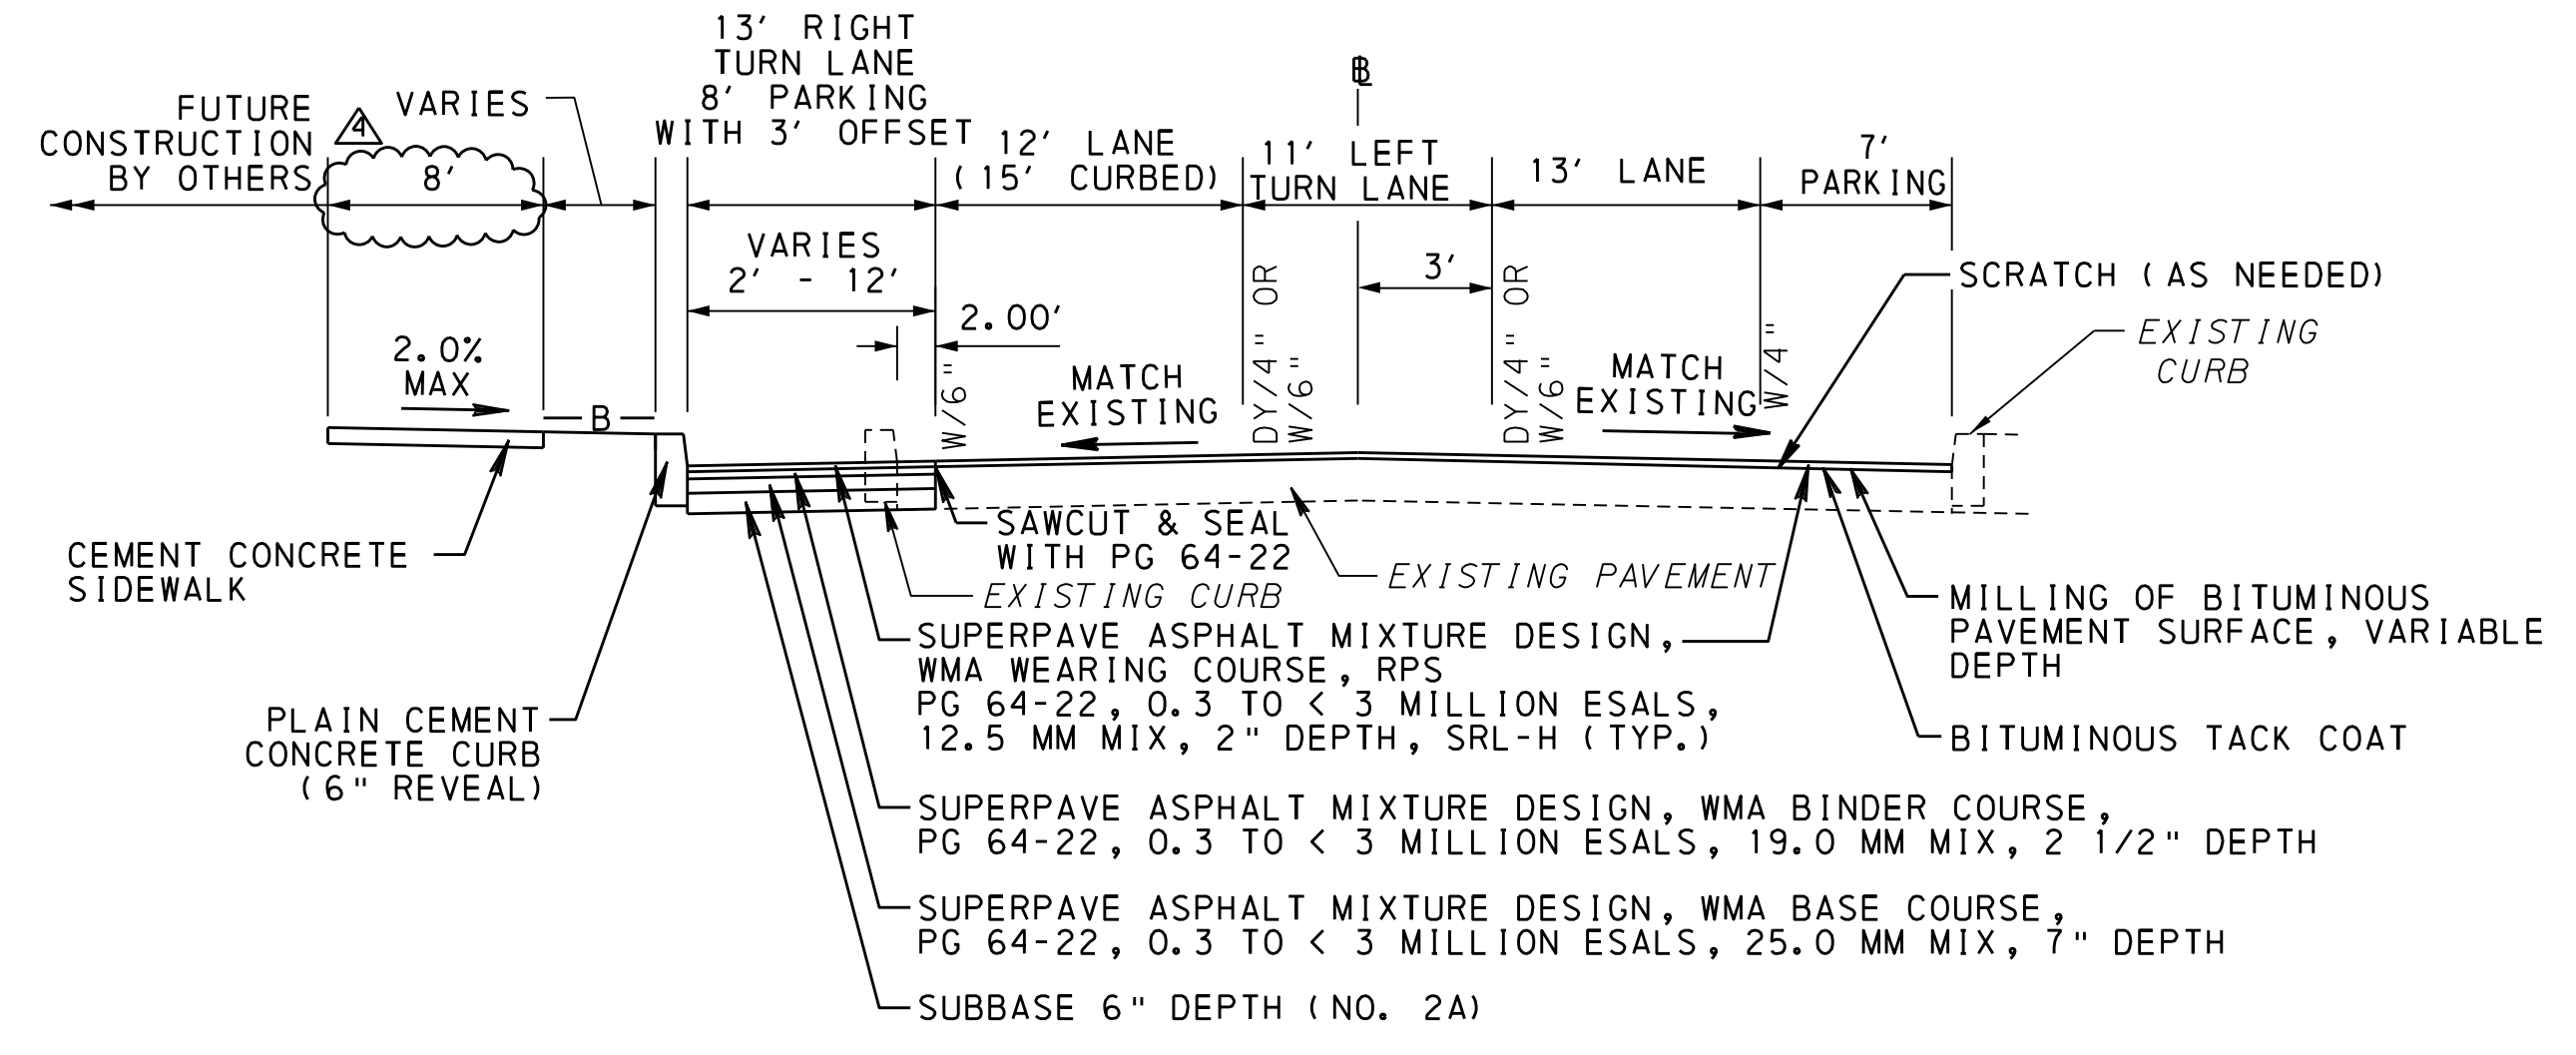 13' RIGHT
TURN LANE
8' PARKING
WITH 3' OFFSET
FUTURE
CONSTRUCTION
BY OTHERS
4
8'
VARIES
12' LANE
(15' CURBED)
11' LEFT
TURN LANE
13' LANE
7'
PARKING
VARIES
2' - 12'
2.00'
3'
DY/4" OR
W/6"
DY/4" OR
W/6"
W/6"
W/4"
SCRATCH (AS NEEDED)
EXISTING
CURB
2.0%
MAX
B
MATCH
EXISTING
MATCH
EXISTING
SAWCUT & SEAL
WITH PG 64-22
EXISTING CURB
EXISTING PAVEMENT
CEMENT CONCRETE
SIDEWALK
MILLING OF BITUMINOUS
PAVEMENT SURFACE, VARIABLE
DEPTH
SUPERPAVE ASPHALT MIXTURE DESIGN,
WMA WEARING COURSE, RPS
PG 64-22, 0.3 TO < 3 MILLION ESALS,
12.5 MM MIX, 2" DEPTH, SRL-H (TYP.)
PLAIN CEMENT
CONCRETE CURB
(6" REVEAL)
BITUMINOUS TACK COAT
SUPERPAVE ASPHALT MIXTURE DESIGN, WMA BINDER COURSE,
PG 64-22, 0.3 TO < 3 MILLION ESALS, 19.0 MM MIX, 2 1/2" DEPTH
SUPERPAVE ASPHALT MIXTURE DESIGN, WMA BASE COURSE,
PG 64-22, 0.3 TO < 3 MILLION ESALS, 25.0 MM MIX, 7" DEPTH
SUBBASE 6" DEPTH (NO. 2A)